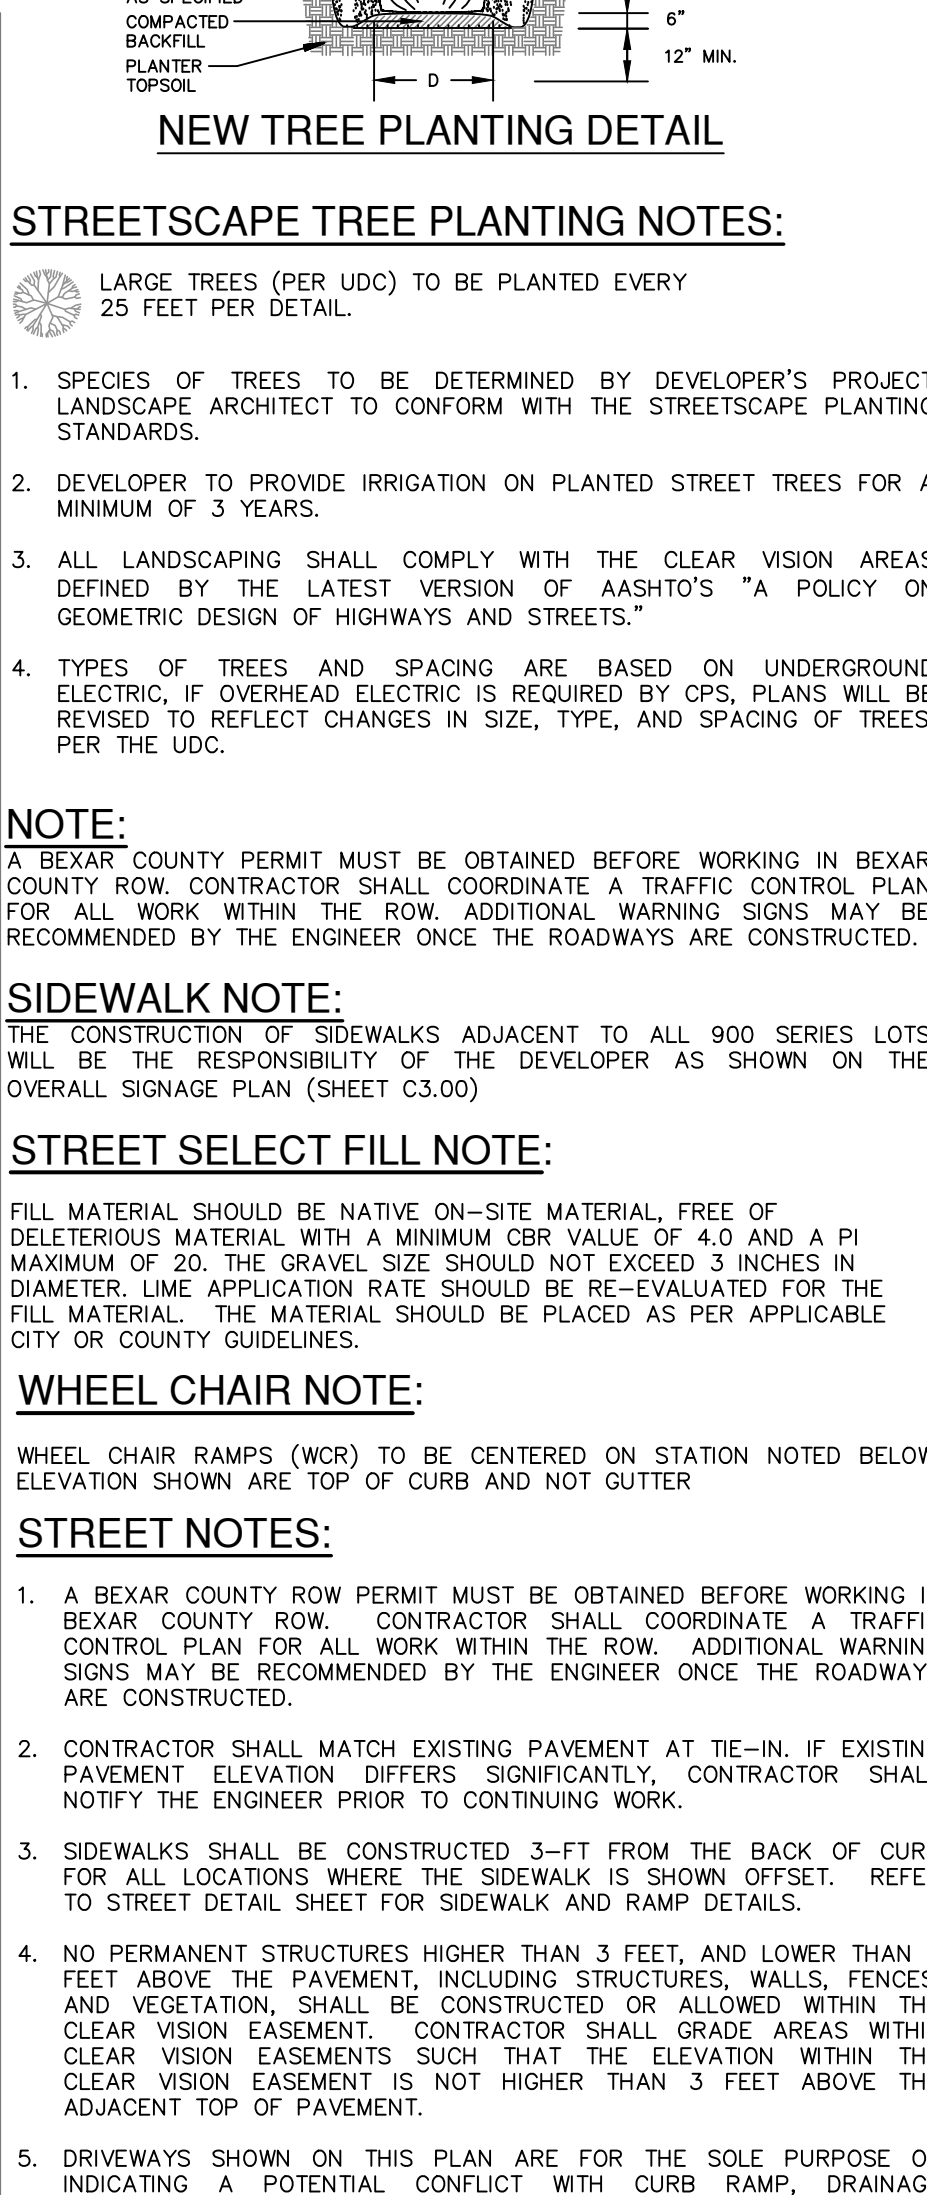 AS SPECIFIED
COMPACTED
BACKFILL
PLANTER
TOPSOIL
D
6"
12" MIN.
NEW TREE PLANTING DETAIL
STREETSCAPE TREE PLANTING NOTES:
LARGE TREES (PER UDC) TO BE PLANTED EVERY
25 FEET PER DETAIL.
1. SPECIES OF TREES TO BE DETERMINED BY DEVELOPER'S PROJECT
LANDSCAPE ARCHITECT TO CONFORM WITH THE STREETSCAPE PLANTING
STANDARDS.
2. DEVELOPER TO PROVIDE IRRIGATION ON PLANTED STREET TREES FOR A
MINIMUM OF 3 YEARS.
3. ALL LANDSCAPING SHALL COMPLY WITH THE CLEAR VISION AREAS
DEFINED BY THE LATEST VERSION OF AASHTO'S "A POLICY ON
GEOMETRIC DESIGN OF HIGHWAYS AND STREETS."
4. TYPES OF TREES AND SPACING ARE BASED ON UNDERGROUND
ELECTRIC, IF OVERHEAD ELECTRIC IS REQUIRED BY CPS, PLANS WILL BE
REVISED TO REFLECT CHANGES IN SIZE, TYPE, AND SPACING OF TREES
PER THE UDC.
NOTE:
A BEXAR COUNTY PERMIT MUST BE OBTAINED BEFORE WORKING IN BEXAR
COUNTY ROW. CONTRACTOR SHALL COORDINATE A TRAFFIC CONTROL PLAN
FOR ALL WORK WITHIN THE ROW. ADDITIONAL WARNING SIGNS MAY BE
RECOMMENDED BY THE ENGINEER ONCE THE ROADWAYS ARE CONSTRUCTED.
SIDEWALK NOTE:
THE CONSTRUCTION OF SIDEWALKS ADJACENT TO ALL 900 SERIES LOTS
WILL BE THE RESPONSIBILITY OF THE DEVELOPER AS SHOWN ON THE
OVERALL SIGNAGE PLAN (SHEET C3.00)
STREET SELECT FILL NOTE:
FILL MATERIAL SHOULD BE NATIVE ON-SITE MATERIAL, FREE OF
DELETERIOUS MATERIAL WITH A MINIMUM CBR VALUE OF 4.0 AND A PI
MAXIMUM OF 20. THE GRAVEL SIZE SHOULD NOT EXCEED 3 INCHES IN
DIAMETER. LIME APPLICATION RATE SHOULD BE RE-EVALUATED FOR THE
FILL MATERIAL. THE MATERIAL SHOULD BE PLACED AS PER APPLICABLE
CITY OR COUNTY GUIDELINES.
WHEEL CHAIR NOTE:
WHEEL CHAIR RAMPS (WCR) TO BE CENTERED ON STATION NOTED BELOW
ELEVATION SHOWN ARE TOP OF CURB AND NOT GUTTER
STREET NOTES:
1. A BEXAR COUNTY ROW PERMIT MUST BE OBTAINED BEFORE WORKING I
BEXAR COUNTY ROW. CONTRACTOR SHALL COORDINATE A TRAFFI
CONTROL PLAN FOR ALL WORK WITHIN THE ROW. ADDITIONAL WARNIN
SIGNS MAY BE RECOMMENDED BY THE ENGINEER ONCE THE ROADWAY
ARE CONSTRUCTED.
2. CONTRACTOR SHALL MATCH EXISTING PAVEMENT AT TIE-IN. IF EXISTIN
PAVEMENT ELEVATION DIFFERS SIGNIFICANTLY, CONTRACTOR SHAL
NOTIFY THE ENGINEER PRIOR TO CONTINUING WORK.
3. SIDEWALKS SHALL BE CONSTRUCTED 3-FT FROM THE BACK OF CUR
FOR ALL LOCATIONS WHERE THE SIDEWALK IS SHOWN OFFSET. REFE
TO STREET DETAIL SHEET FOR SIDEWALK AND RAMP DETAILS.
4. NO PERMANENT STRUCTURES HIGHER THAN 3 FEET, AND LOWER THAN
FEET ABOVE THE PAVEMENT, INCLUDING STRUCTURES, WALLS, FENCES
AND VEGETATION, SHALL BE CONSTRUCTED OR ALLOWED WITHIN TH
CLEAR VISION EASEMENT. CONTRACTOR SHALL GRADE AREAS WITHI
CLEAR VISION EASEMENTS SUCH THAT THE ELEVATION WITHIN TH
CLEAR VISION EASEMENT IS NOT HIGHER THAN 3 FEET ABOVE TH
ADJACENT TOP OF PAVEMENT.
5. DRIVEWAYS SHOWN ON THIS PLAN ARE FOR THE SOLE PURPOSE O
INDICATING A POTENTIAL CONFLICT WITH CURB RAMP, DRAINAG